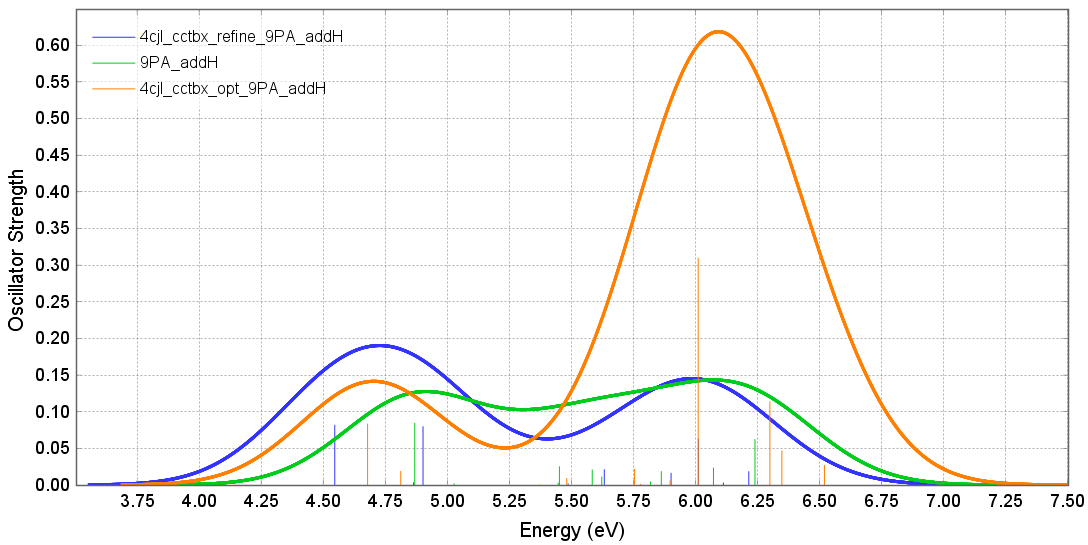 4cjl_cctbx_refine_9PA_addH
9PA_addH
4cjl_cctbx_opt_9PA_addH
Oscillator Strength
0.60
0.55
0.50
0.45
0.40
0.35
0.30
0.25
0.20
0.15
0.10
0.05
0.00
3.75 4.00 4.25 4.50 4.75 5.00 5.25 5.50 5.75 6.00 6.25 6.50 6.75 7.00 7.25 7.50
Energy (eV)